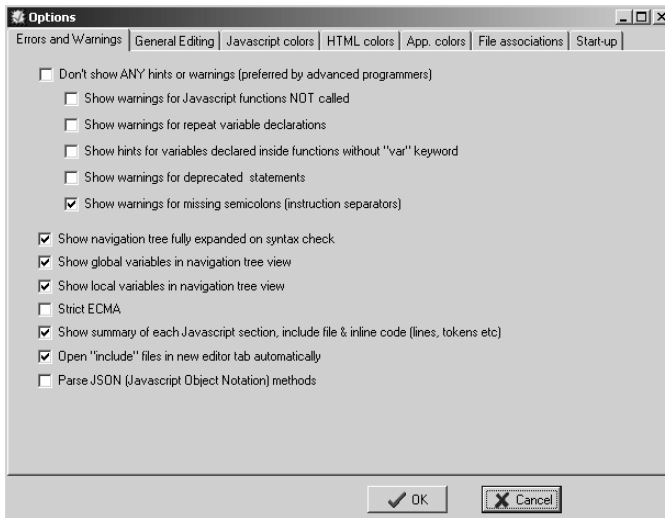 Options
Errors and Warnings General Editing Javascript colors HTML colors App. colors File associations Start-up
Don't show ANY hints or warnings (preferred by advanced programmers)
Show warnings for Javascript functions NOT called
Show warnings for repeat variable declarations
Show hints for variables declared inside functions without "var" keyword
Show warnings for deprecated statements
Show warnings for missing semicolons (instruction separators)
Show navigation tree fully expanded on syntax check
Show global variables in navigation tree view
Show local variables in navigation tree view
Strict ECMA
Show summary of each Javascript section, include file & inline code (lines, tokens etc)
Open "include" files in new editor tab automatically
Parse JSON (Javascript Object Notation) methods
OK Cancel